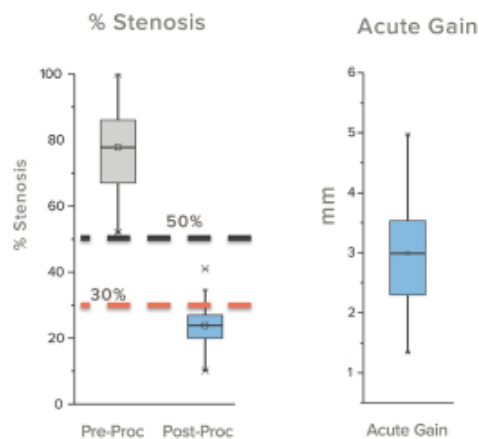 % Stenosis
Acute Gain
100
80
60
40
20
0
% Stenosis
50%
30%
Pre-Proc
Post-Proc
6
5
4
3
2
1
mm
Acute Gain